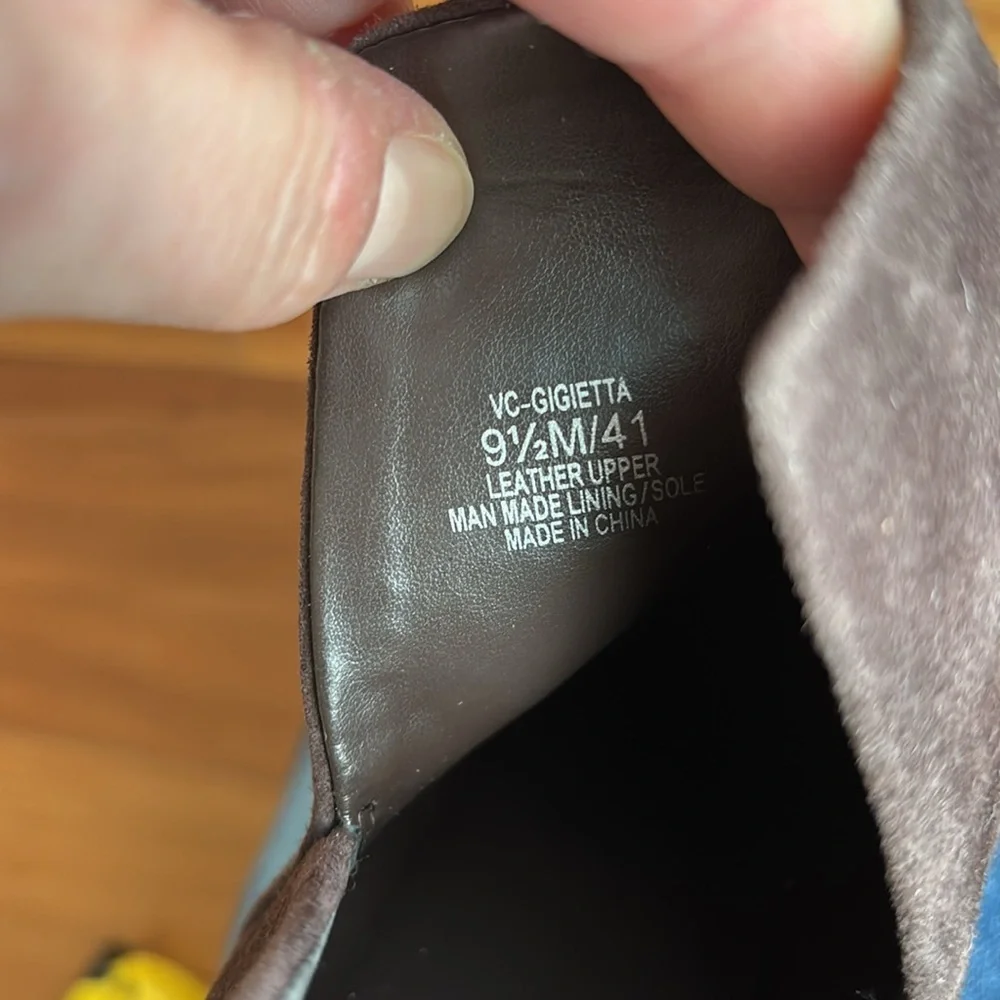 VC-GIGIETTA
9½M/41
LEATHER UPPER
MAN MADE LINING/SOLE
MADE IN CHINA